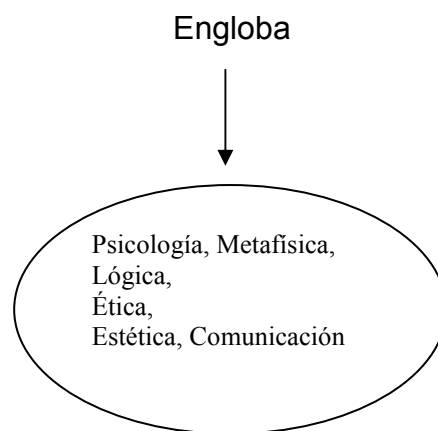 Engloba
Psicología, Metafísica,
Lógica,
Ética,
Estética, Comunicación